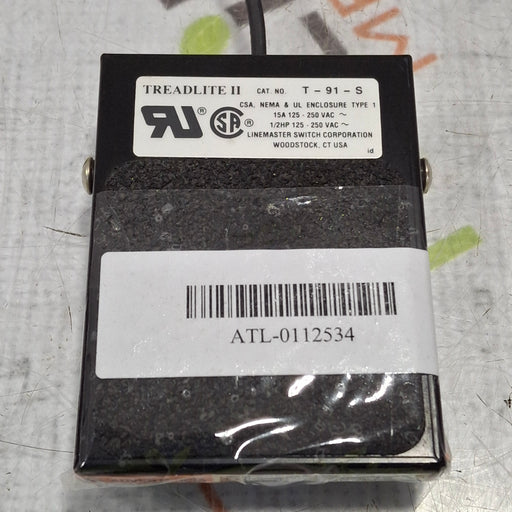 TREADLITE II CAT. NO. T-91-S
CSA, NEMA & UL ENCLOSURE TYPE 1
15A 125 - 250 VAC ~
1/2HP 125 - 250 VAC ~
LINEMASTER SWITCH CORPORATION
WOODSTOCK, CT USA
id
ATL-0112534